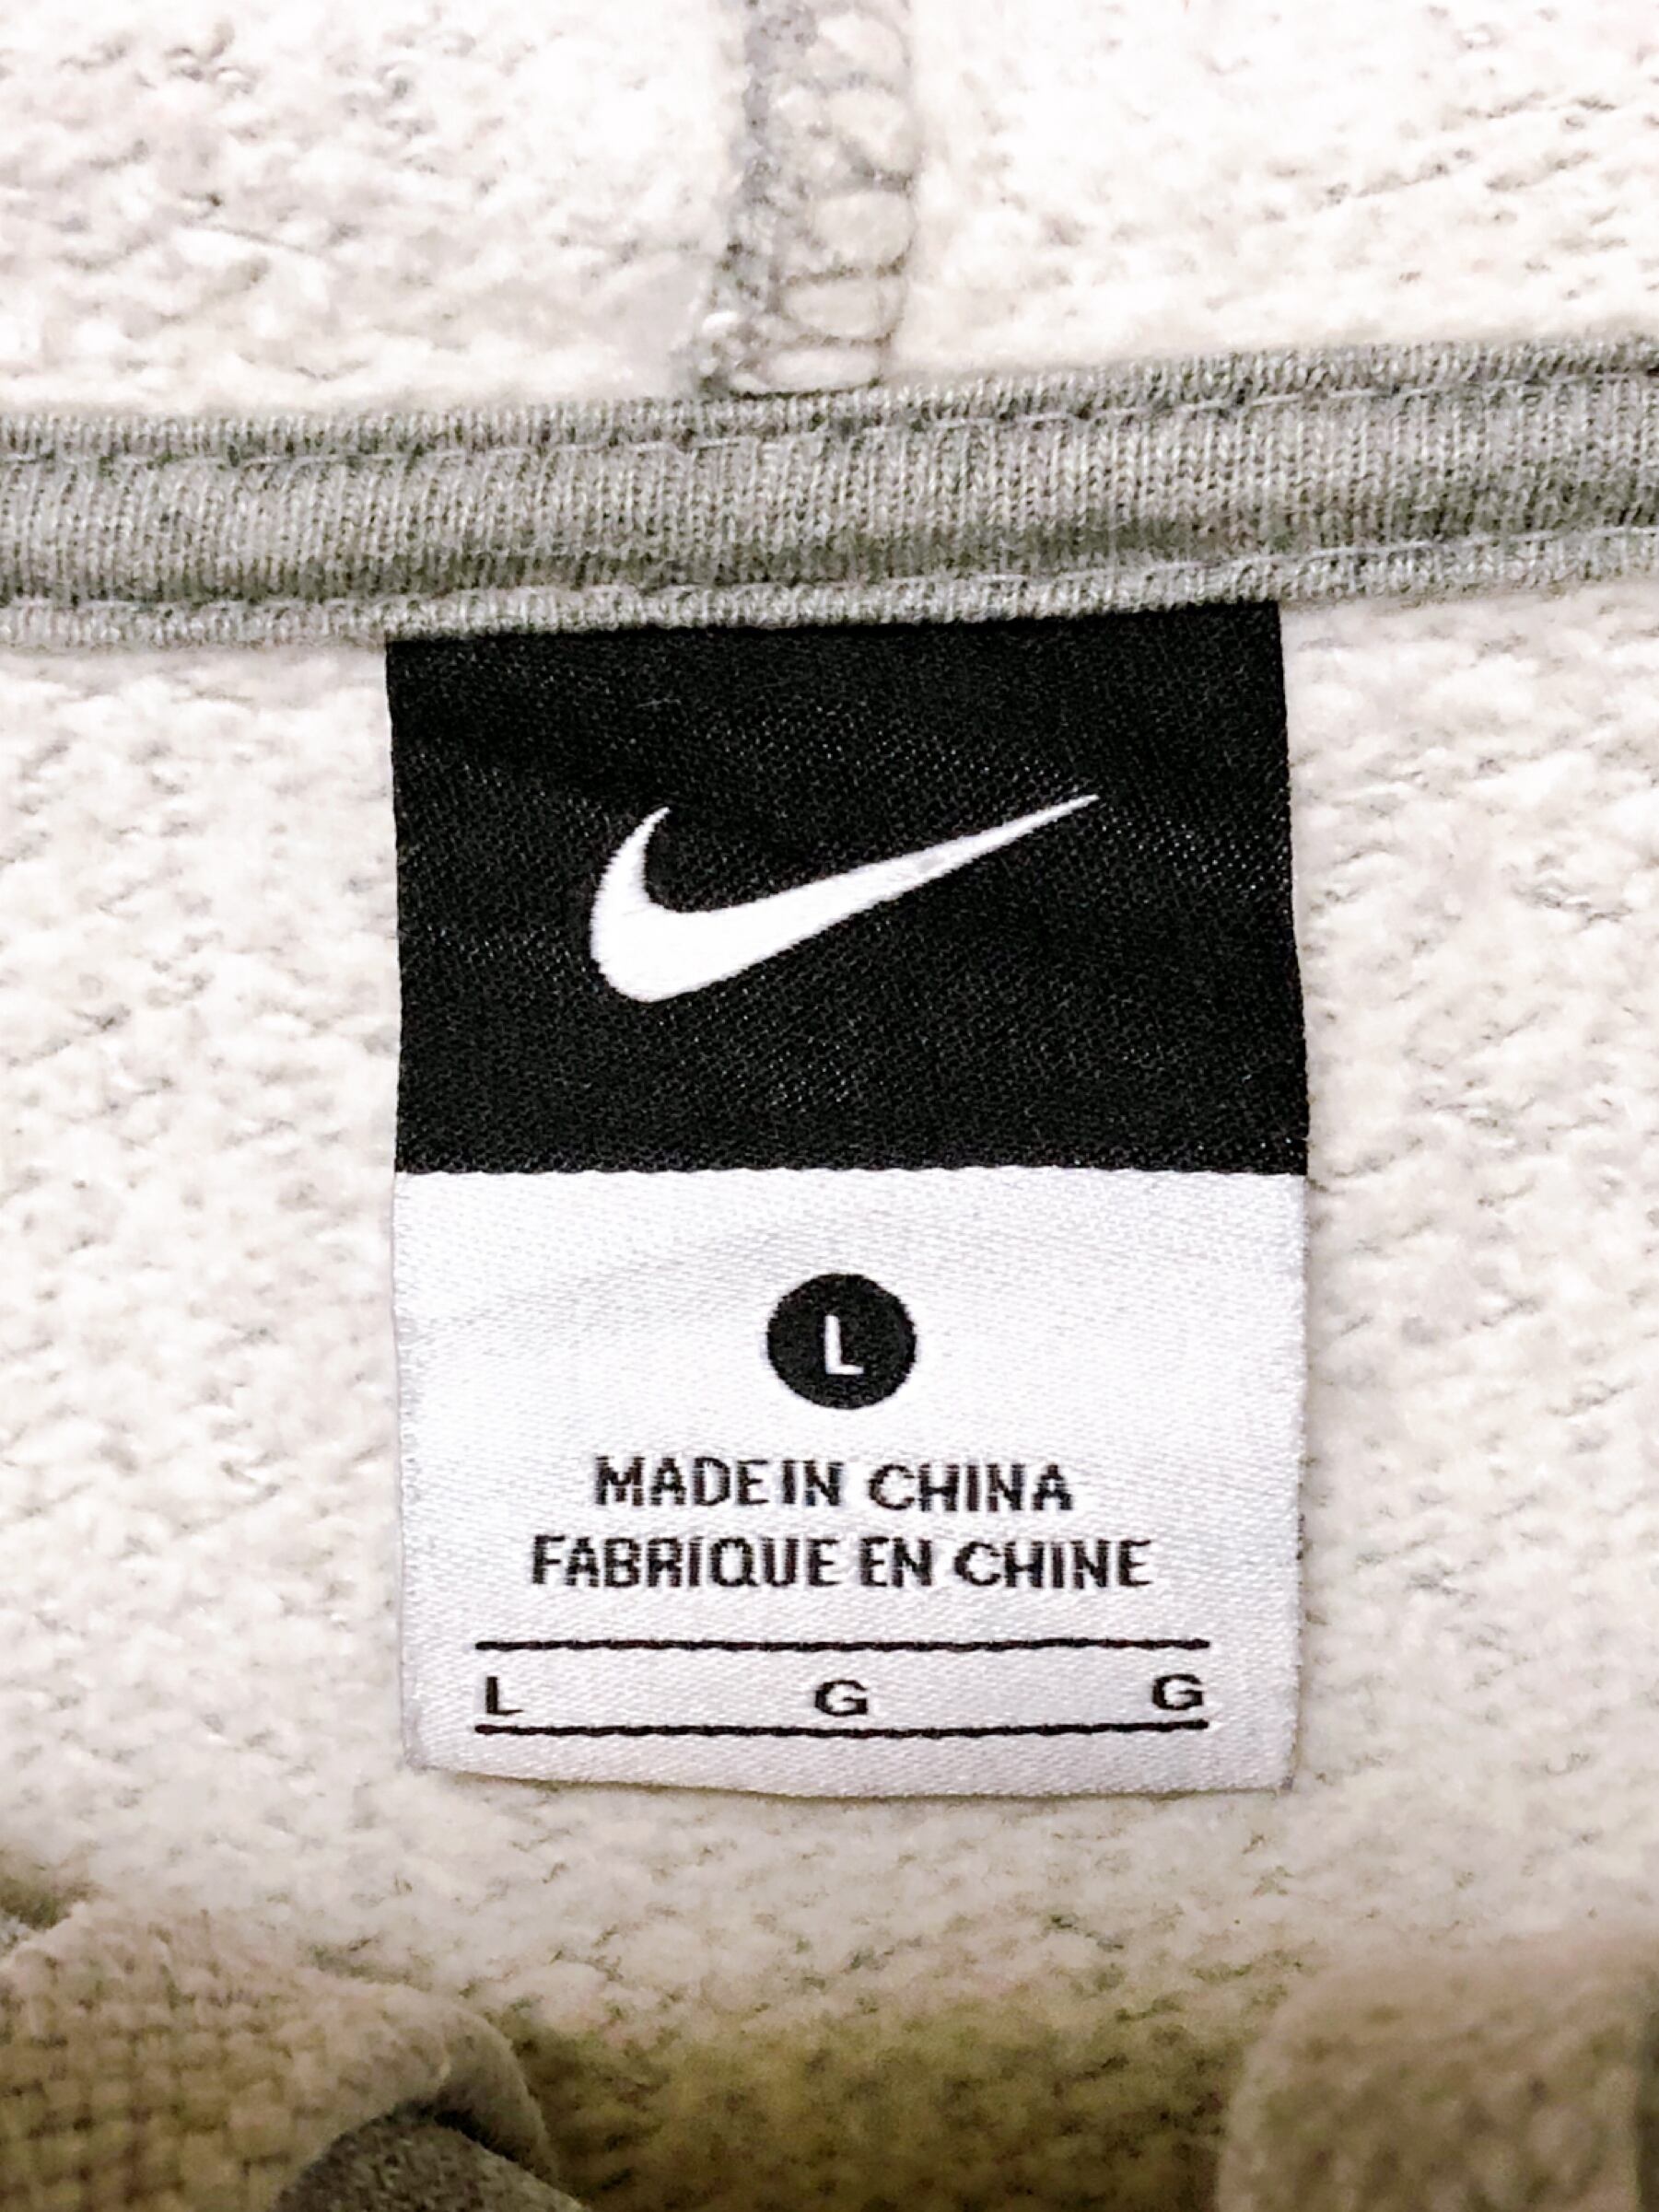 L
MADE IN CHINA
FABRIQUE EN CHINE
L G G